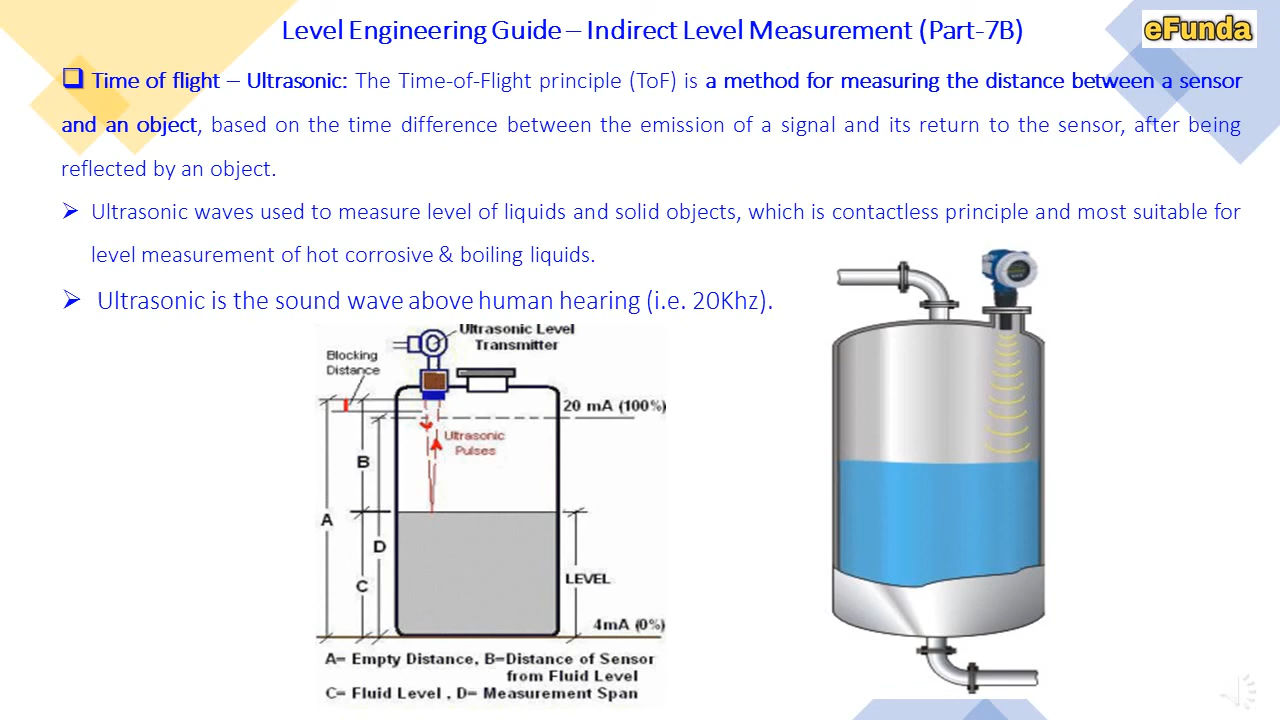 Level Engineering Guide – Indirect Level Measurement (Part-7B)
eFunda
Time of flight – Ultrasonic: The Time-of-Flight principle (ToF) is a method for measuring the distance between a sensor
and an object, based on the time difference between the emission of a signal and its return to the sensor, after being
reflected by an object.
Ultrasonic waves used to measure level of liquids and solid objects, which is contactless principle and most suitable for
level measurement of hot corrosive & boiling liquids.
Ultrasonic is the sound wave above human hearing (i.e. 20Khz).
Ultrasonic Level
Transmitter
Blocking
Distance
20 mA (100%)
Ultrasonic
Pulses
B
A
D
C
LEVEL
4mA (0%)
A= Empty Distance, B=Distance of Sensor
from Fluid Level
C= Fluid Level , D= Measurement Span